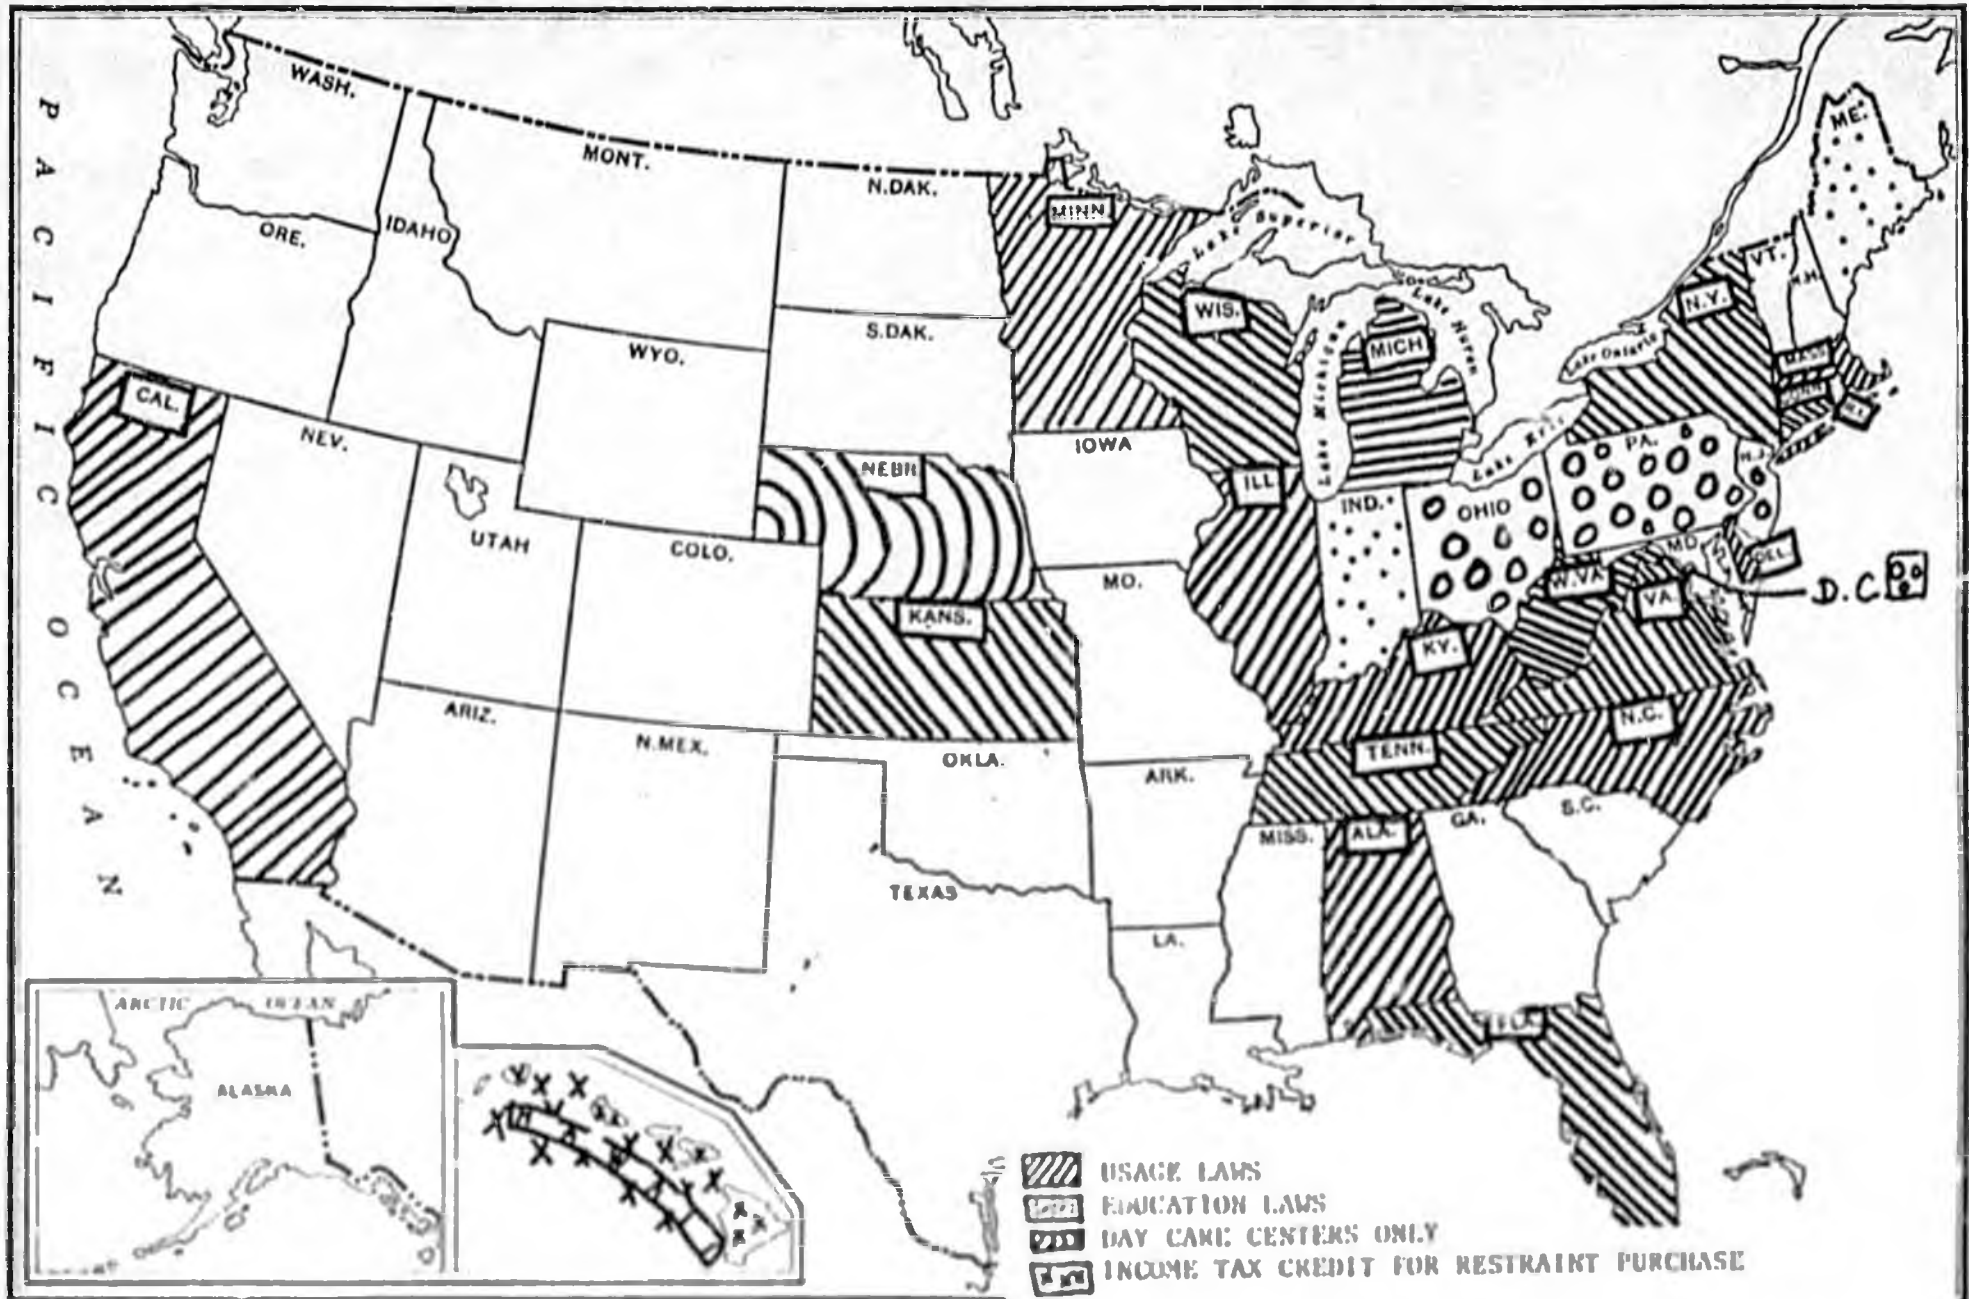 PACIFIC OCEAN
WASH.
MONT.
N.DAK.
MINN
ME.
ORE.
IDAHO
Lake Superior
VT.
N.H.
N.Y.
WIS.
S.DAK.
WYO.
MICH
Lake Huron
Lake Ontario
MASS
CONN
R.I.
CAL.
NEV.
Lake Michigan
Lake Erie
IOWA
NEBR
PA.
N.J.
ILL
IND.
OHIO
UTAH
COLO.
MO.
MD.
DEL.
D.C.
W.VA
VA.
KANS.
KY.
ARIZ.
N.MEX.
N.C.
TENN.
OKLA.
ARK.
S.C.
GA.
MISS.
ALA.
TEXAS
LA.
FLA.
ARCTIC OCEAN
ALASKA
USAGE LAWS
EDUCATION LAWS
DAY CARE CENTERS ONLY
INCOME TAX CREDIT FOR RESTRAINT PURCHASE